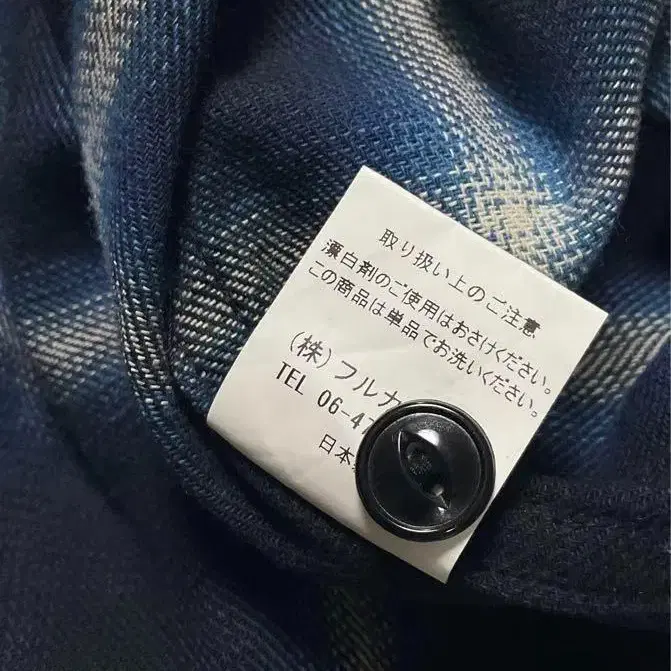 取り扱い上のご注意
漂白剤のご使用はおさけください。
この商品は単品でお洗いください。
(株) フルカ
TEL 06-47
日本